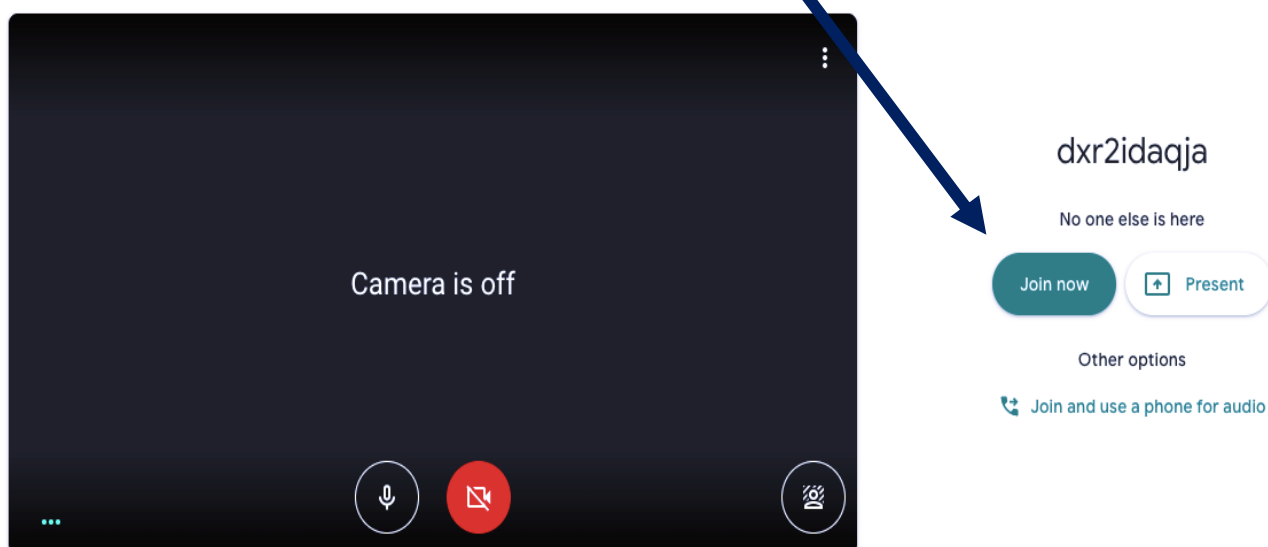 Camera is off
dxr2idaqja
No one else is here
Join now
Present
Other options
Join and use a phone for audio